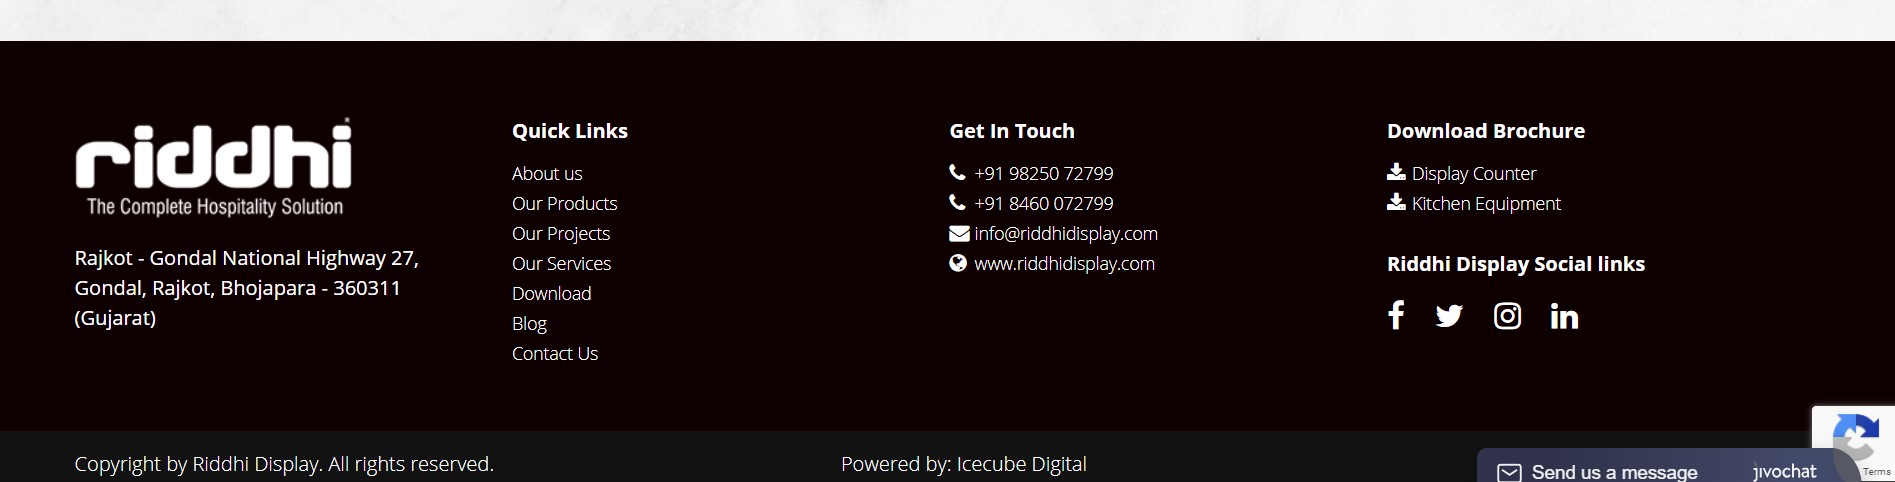 riddhi
The Complete Hospitality Solution
Rajkot - Gondal National Highway 27,
Gondal, Rajkot, Bhojapara - 360311
(Gujarat)
Quick Links
About us
Our Products
Our Projects
Our Services
Download
Blog
Contact Us
Get In Touch
+91 98250 72799
+91 8460 072799
info@riddhidisplay.com
www.riddhidisplay.com
Download Brochure
Display Counter
Kitchen Equipment
Riddhi Display Social links
Copyright by Riddhi Display. All rights reserved.
Powered by: Icecube Digital
Send us a message
jivochat
Terms